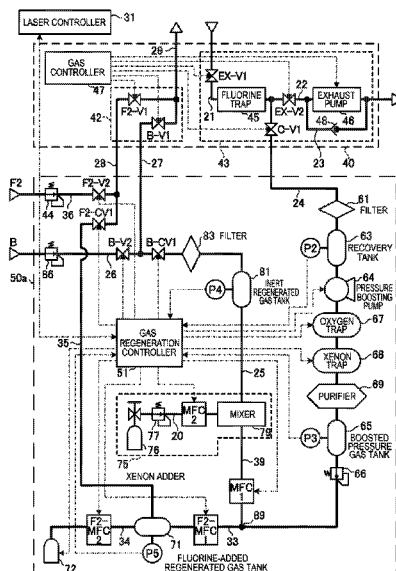 LASER CONTROLLER
31
29
GAS
CONTROLLER
47
EX-V1
FLUORINE
TRAP
45
22
EXHAUST
PUMP
46
F2-V1
21
EX-V2
48
42
B-V1
C-V1
23
40
28
27
43
F2
F2-V2
24
44
36
F2-CV1
61
FILTER
83
FILTER
63
B
B-V2
B-CV1
P2
RECOVERY
TANK
86
26
81
64
50a
P4
INERT
REGENERATED
GAS TANK
PRESSURE
BOOSTING
PUMP
OXYGEN
TRAP
67
35
GAS
REGENERATION
CONTROLLER
51
25
XENON
TRAP
68
69
PURIFIER
MFC
2
MIXER
77
20
79
65
76
P3
BOOSTED
PRESSURE
GAS TANK
75
39
XENON ADDER
66
MFC
1
F2-
MFC
2
F2-
MFC
1
89
34
71
33
P5
72
FLUORINE-ADDED
REGENERATED GAS TANK